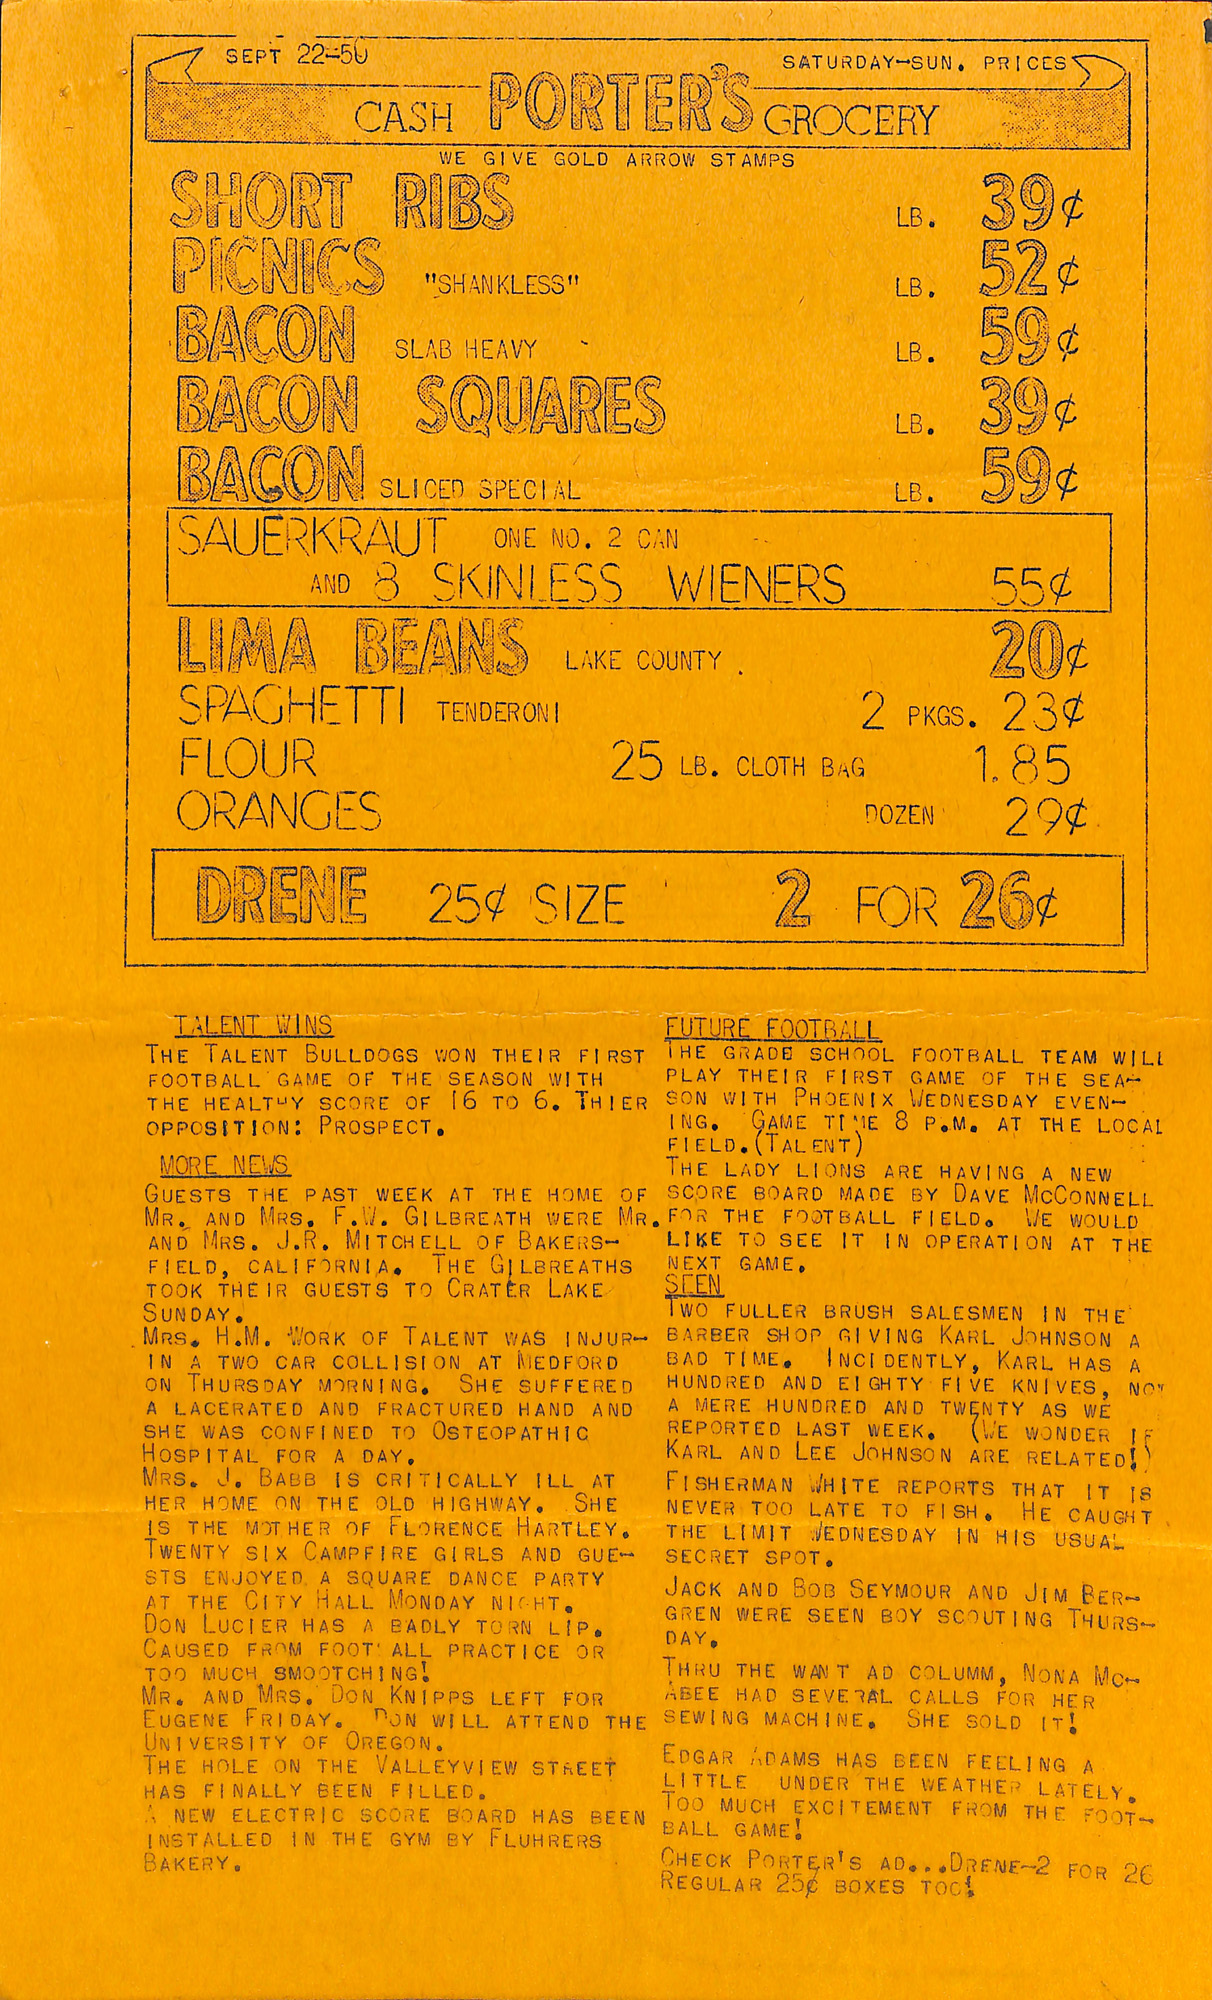 SEPT 22-50
SATURDAY-SUN. PRICES
CASH PORTER'S GROCERY
WE GIVE GOLD ARROW STAMPS
SHORT RIBS LB. 39¢
PICNICS "SHANKLESS" LB. 52¢
BACON SLAB HEAVY LB. 59¢
BACON SQUARES LB. 39¢
BACON SLICED SPECIAL LB. 59¢
SAUERKRAUT ONE NO. 2 CAN
AND 8 SKINLESS WIENERS 55¢
LIMA BEANS LAKE COUNTY 20¢
SPAGHETTI TENDERONI 2 PKGS. 23¢
FLOUR 25 LB. CLOTH BAG 1.85
ORANGES DOZEN 29¢
DRENE 25¢ SIZE 2 FOR 26¢
TALENT WINS
THE TALENT BULLDOGS WON THEIR FIRST
FOOTBALL GAME OF THE SEASON WITH
THE HEALTHY SCORE OF 16 TO 6. THIER
OPPOSITION: PROSPECT.
MORE NEWS
GUESTS THE PAST WEEK AT THE HOME OF
MR. AND MRS. F.W. GILBREATH WERE MR.
AND MRS. J.R. MITCHELL OF BAKERS-
FIELD, CALIFORNIA. THE GILBREATHS
TOOK THEIR GUESTS TO CRATER LAKE
SUNDAY.
MRS. H.M. WORK OF TALENT WAS INJUR-
IN A TWO CAR COLLISION AT MEDFORD
ON THURSDAY MORNING. SHE SUFFERED
A LACERATED AND FRACTURED HAND AND
SHE WAS CONFINED TO OSTEOPATHIC
HOSPITAL FOR A DAY.
MRS. J. BABB IS CRITICALLY ILL AT
HER HOME ON THE OLD HIGHWAY. SHE
IS THE MOTHER OF FLORENCE HARTLEY.
TWENTY SIX CAMPFIRE GIRLS AND GUE-
STS ENJOYED A SQUARE DANCE PARTY
AT THE CITY HALL MONDAY NIGHT.
DON LUCIER HAS A BADLY TORN LIP.
CAUSED FROM FOOTBALL PRACTICE OR
TOO MUCH SMOOTCHING!
MR. AND MRS. DON KNIPPS LEFT FOR
EUGENE FRIDAY. DON WILL ATTEND THE
UNIVERSITY OF OREGON.
THE HOLE ON THE VALLEYVIEW STREET
HAS FINALLY BEEN FILLED.
A NEW ELECTRIC SCORE BOARD HAS BEEN
INSTALLED IN THE GYM BY FLUHRERS
BAKERY.
FUTURE FOOTBALL
THE GRADE SCHOOL FOOTBALL TEAM WILL
PLAY THEIR FIRST GAME OF THE SEA-
SON WITH PHOENIX WEDNESDAY EVEN-
ING. GAME TIME 8 P.M. AT THE LOCAL
FIELD.(TALENT)
THE LADY LIONS ARE HAVING A NEW
SCORE BOARD MADE BY DAVE MCCONNELL
FOR THE FOOTBALL FIELD. WE WOULD
LIKE TO SEE IT IN OPERATION AT THE
NEXT GAME.
SEEN
TWO FULLER BRUSH SALESMEN IN THE
BARBER SHOP GIVING KARL JOHNSON A
BAD TIME. INCIDENTLY, KARL HAS A
HUNDRED AND EIGHTY FIVE KNIVES, NOT
A MERE HUNDRED AND TWENTY AS WE
REPORTED LAST WEEK. (WE WONDER IF
KARL AND LEE JOHNSON ARE RELATED!)
FISHERMAN WHITE REPORTS THAT IT IS
NEVER TOO LATE TO FISH. HE CAUGHT
THE LIMIT WEDNESDAY IN HIS USUAL
SECRET SPOT.
JACK AND BOB SEYMOUR AND JIM BER-
GREN WERE SEEN BOY SCOUTING THURS-
DAY.
THRU THE WANT AD COLUMM, NONA MC-
ABEE HAD SEVERAL CALLS FOR HER
SEWING MACHINE. SHE SOLD IT!
EDGAR ADAMS HAS BEEN FEELING A
LITTLE UNDER THE WEATHER LATELY.
TOO MUCH EXCITEMENT FROM THE FOOT-
BALL GAME!
CHECK PORTER'S AD...DRENE-2 FOR 26
REGULAR 25¢ BOXES TOO!